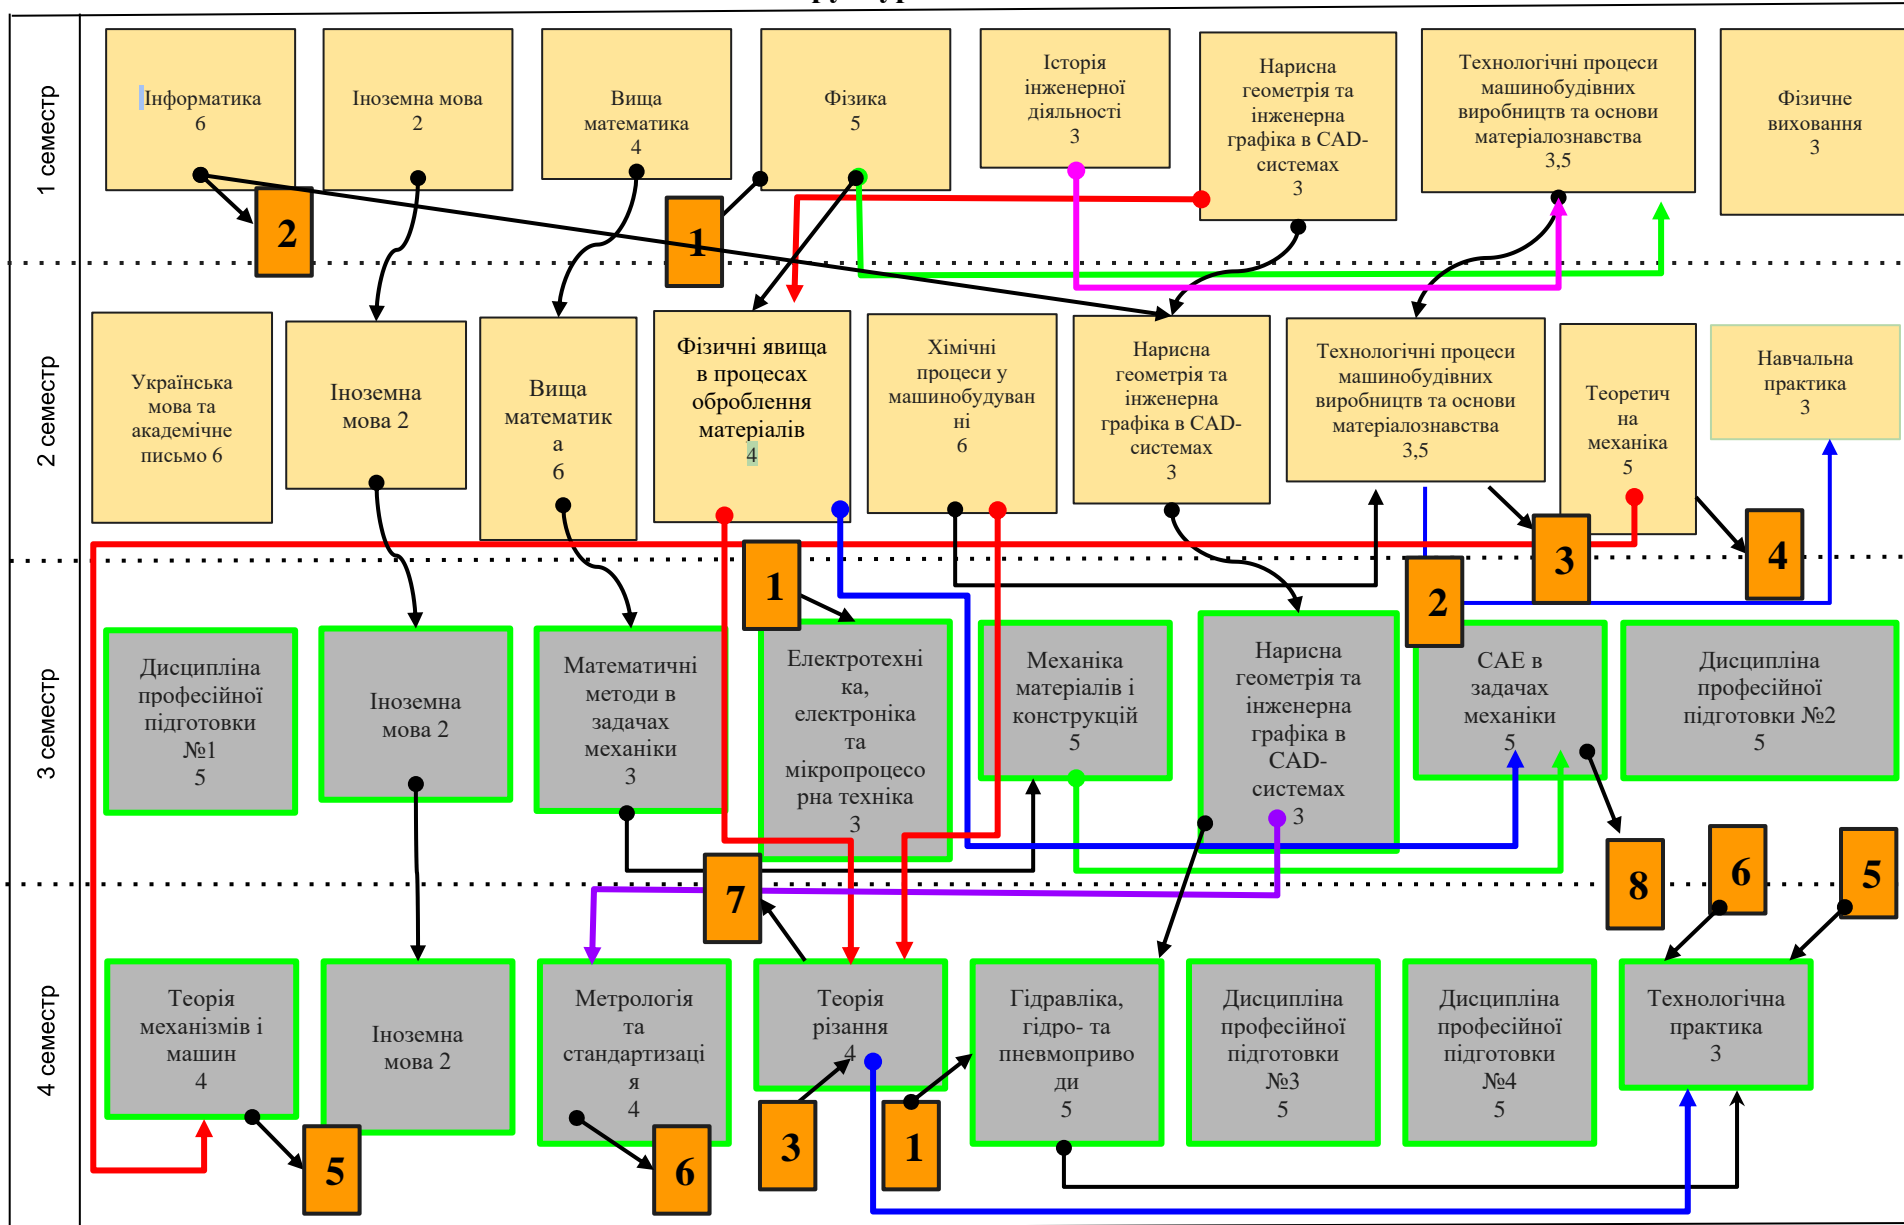 1 семестр
Інформатика
6
Іноземна мова
2
Вища
математика
4
Фізика
5
Історія
інженерної
діяльності
3
Нарисна
геометрія та
інженерна
графіка в CAD-
системах
3
Технологічні процеси
машинобудівних
виробництв та основи
матеріалознавства
3,5
Фізичне
виховання
3
2
1
2 семестр
Українська
мова та
академічне
письмо 6
Іноземна
мова 2
Вища
математик
а
6
Фізичні явища
в процесах
оброблення
матеріалів
4
Хімічні
процеси у
машинобудуван
ні
6
Нарисна
геометрія та
інженерна
графіка в CAD-
системах
3
Технологічні процеси
машинобудівних
виробництв та основи
матеріалознавства
3,5
Теоретич
на
механіка
5
Навчальна
практика
3
3
4
1
2
3 семестр
Дисципліна
професійної
підготовки
№1
5
Іноземна
мова 2
Математичні
методи в
задачах
механіки
3
Електротехні
ка,
електроніка
та
мікропроцесо
рна техніка
3
Механіка
матеріалів і
конструкцій
5
Нарисна
геометрія та
інженерна
графіка в
CAD-
системах
3
CAE в
задачах
механіки
5
Дисципліна
професійної
підготовки №2
5
7
8
6
5
4 семестр
Теорія
механізмів і
машин
4
Іноземна
мова 2
Метрологія
та
стандартизаці
я
4
Теорія
різання
4
Гідравліка,
гідро- та
пневмоприво
ди
5
Дисципліна
професійної
підготовки
№3
5
Дисципліна
професійної
підготовки
№4
5
Технологічна
практика
3
5
6
3
1